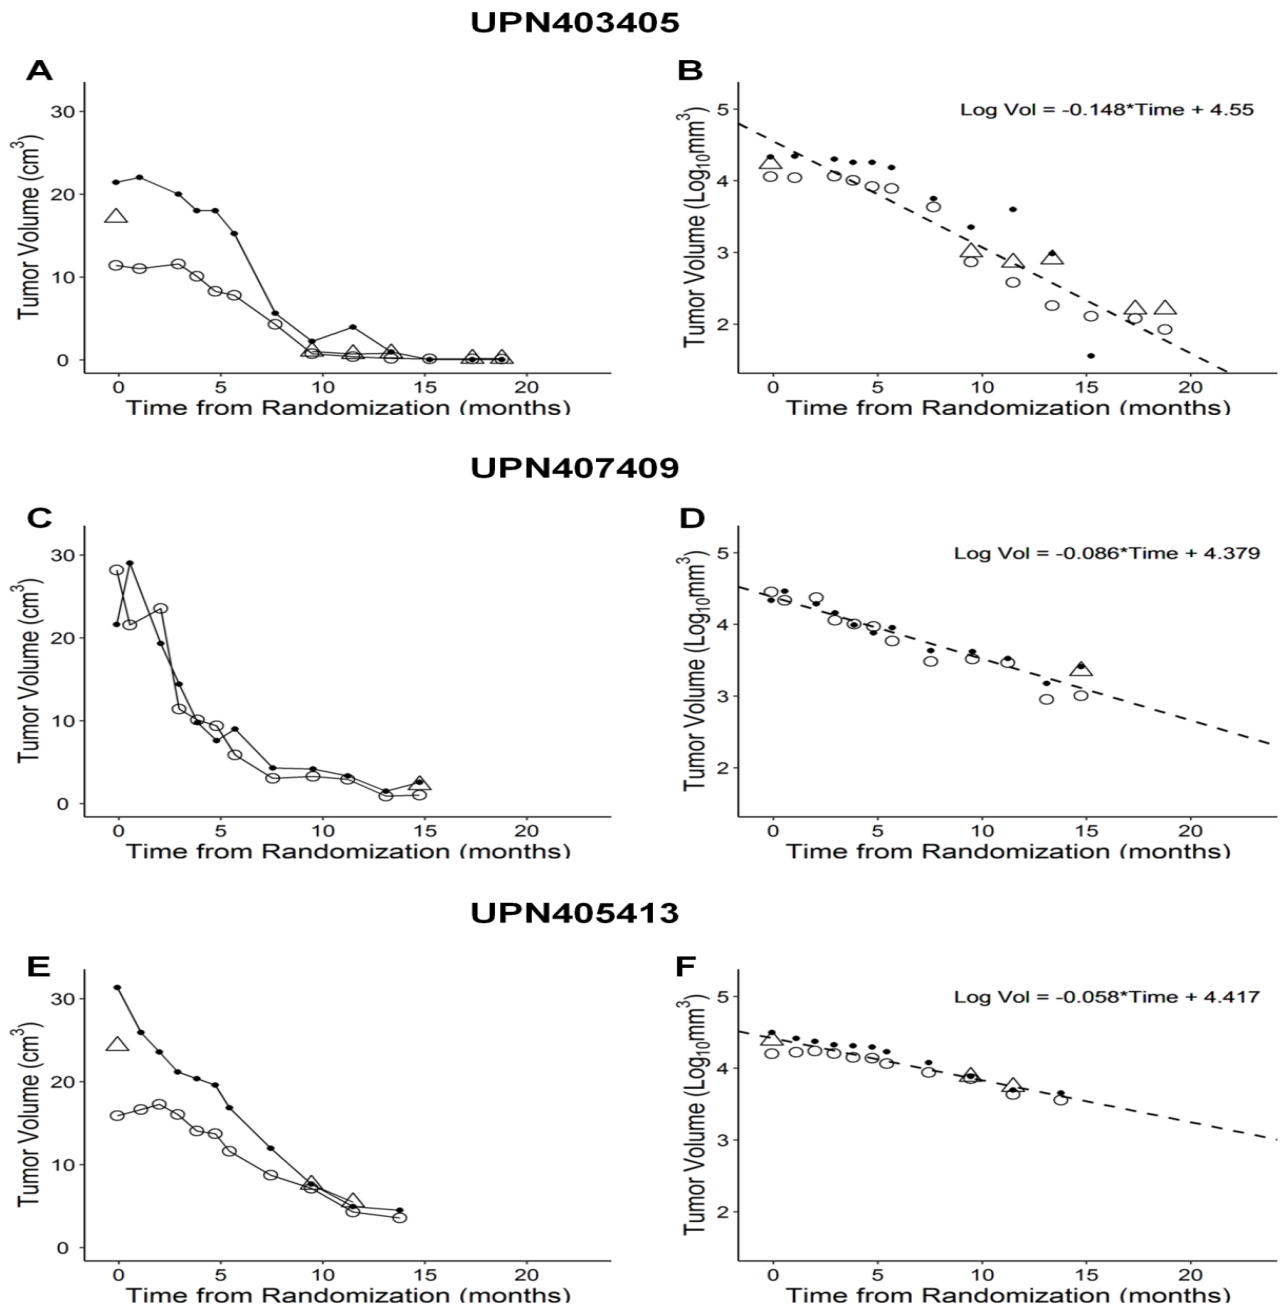 UPN403405
A
Tumor Volume (cm³)
30
20
10
0
0 5 10 15 20
Time from Randomization (months)
B
Log Vol = -0.148*Time + 4.55
Tumor Volume (Log₁₀mm³)
5
4
3
2
0 5 10 15 20
Time from Randomization (months)
UPN407409
C
Tumor Volume (cm³)
30
20
10
0
0 5 10 15 20
Time from Randomization (months)
D
Log Vol = -0.086*Time + 4.379
Tumor Volume (Log₁₀mm³)
5
4
3
2
0 5 10 15 20
Time from Randomization (months)
UPN405413
E
Tumor Volume (cm³)
30
20
10
0
0 5 10 15 20
Time from Randomization (months)
F
Log Vol = -0.058*Time + 4.417
Tumor Volume (Log₁₀mm³)
5
4
3
2
0 5 10 15 20
Time from Randomization (months)